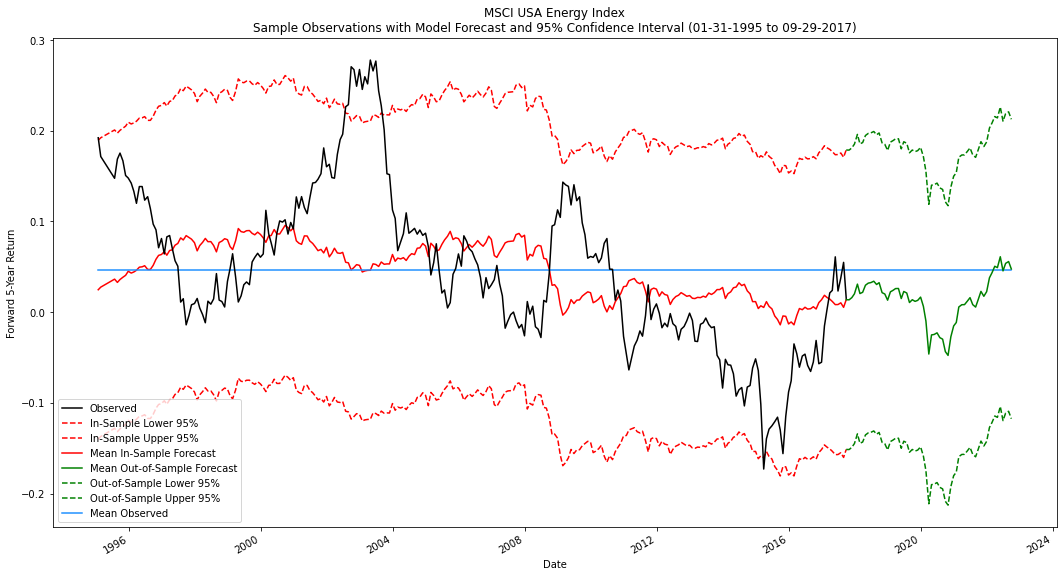 MSCI USA Energy Index
Sample Observations with Model Forecast and 95% Confidence Interval (01-31-1995 to 09-29-2017)
Forward 5-Year Return
0.3
0.2
0.1
0.0
−0.1
−0.2
Observed
In-Sample Lower 95%
In-Sample Upper 95%
Mean In-Sample Forecast
Mean Out-of-Sample Forecast
Out-of-Sample Lower 95%
Out-of-Sample Upper 95%
Mean Observed
1996
2000
2004
2008
2012
2016
2020
2024
Date